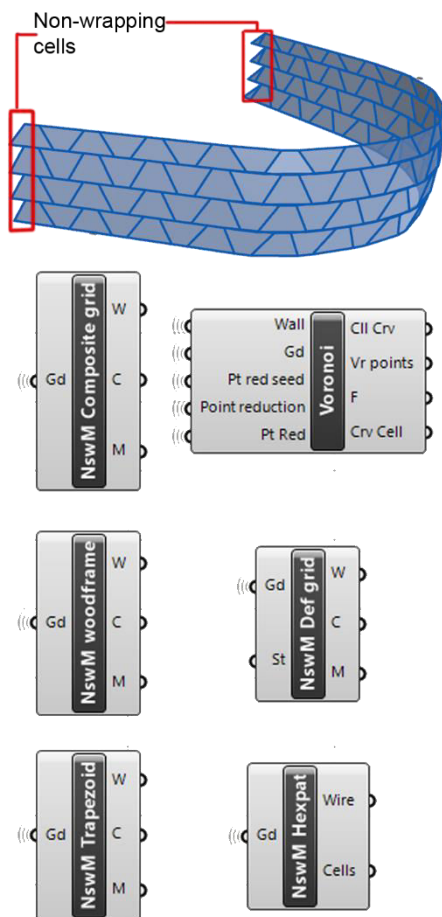 Non-wrapping
cells
Gd
NswM Composite grid
W
C
M
Wall
Gd
Pt red seed
Point reduction
Pt Red
Voronoi
Cll Crv
Vr points
F
Crv Cell
Gd
NswM woodframe
W
C
M
Gd
St
NswM Def grid
W
C
M
Gd
NswM Trapezoid
W
C
M
Gd
NswM Hexpat
Wire
Cells